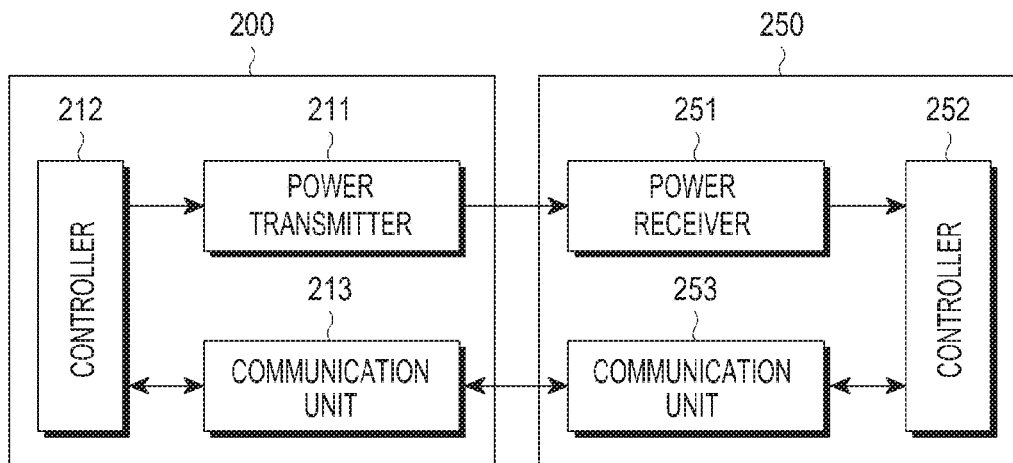 200
250
212
211
251
252
POWER
TRANSMITTER
POWER
RECEIVER
CONTROLLER
CONTROLLER
213
253
COMMUNICATION
UNIT
COMMUNICATION
UNIT